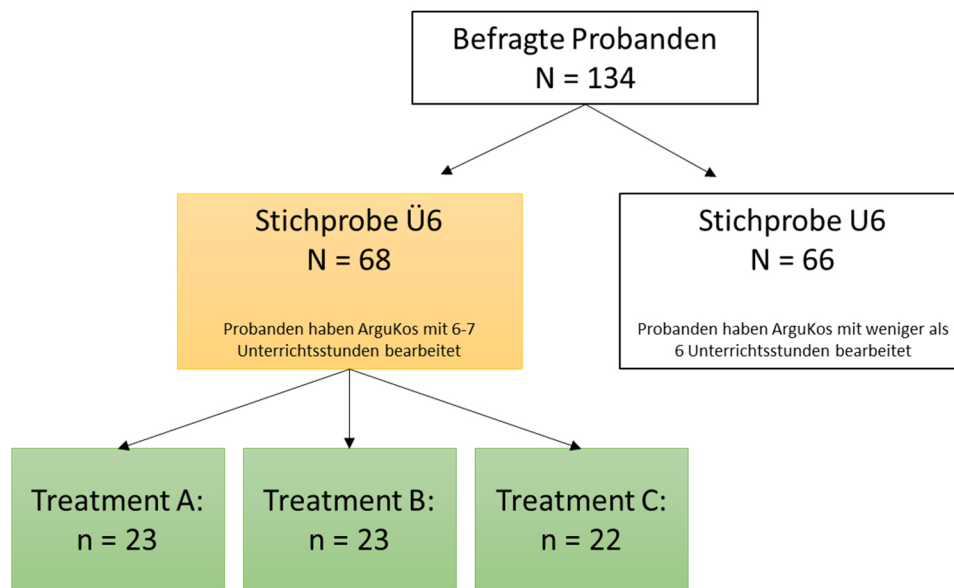 Befragte Probanden
N = 134
Stichprobe Ü6
N = 68
Probanden haben ArguKos mit 6-7
Unterrichtsstunden bearbeitet
Stichprobe U6
N = 66
Probanden haben ArguKos mit weniger als
6 Unterrichtsstunden bearbeitet
Treatment A:
n = 23
Treatment B:
n = 23
Treatment C:
n = 22